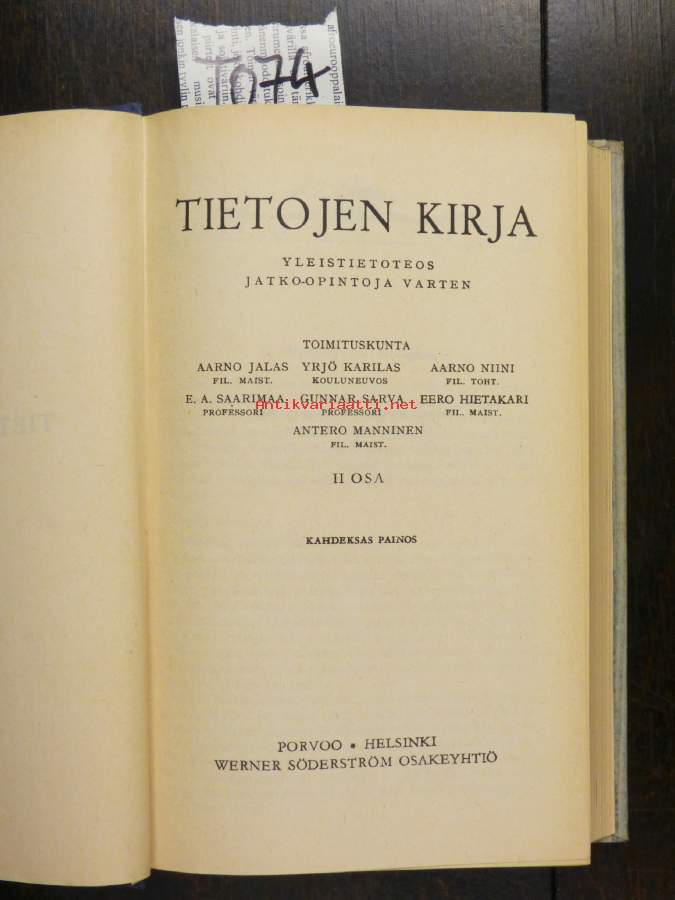 T674
TIETOJEN KIRJA
YLEISTIETOTEOS
JATKO-OPINTOJA VARTEN
TOIMITUSKUNTA
AARNO JALAS YRJÖ KARILAS AARNO NIINI
FIL. MAIST. KOULUNEUVOS FIL. TOHT.
E. A. SAARIMAA GUNNAR SARVA EERO HIETAKARI
Antikvariaatti.net
PROFESSORI PROFESSORI FIL. MAIST.
ANTERO MANNINEN
FIL. MAIST.
II OSA
KAHDEKSAS PAINOS
PORVOO • HELSINKI
WERNER SÖDERSTRÖM OSAKEYHTIÖ